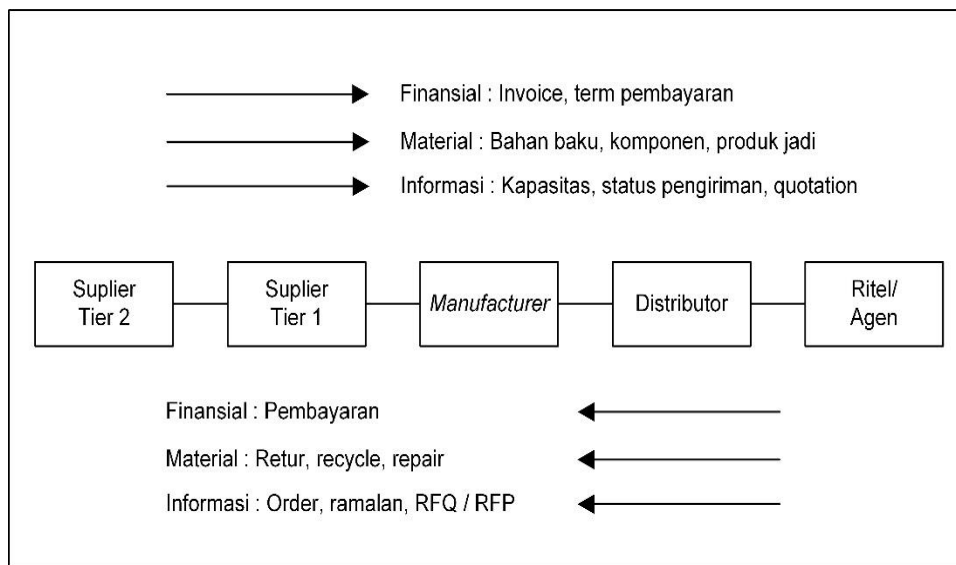 Finansial : Invoice, term pembayaran
Material : Bahan baku, komponen, produk jadi
Informasi : Kapasitas, status pengiriman, quotation
Suplier
Tier 2
Suplier
Tier 1
Manufacturer
Distributor
Ritel/
Agen
Finansial : Pembayaran
Material : Retur, recycle, repair
Informasi : Order, ramalan, RFQ / RFP